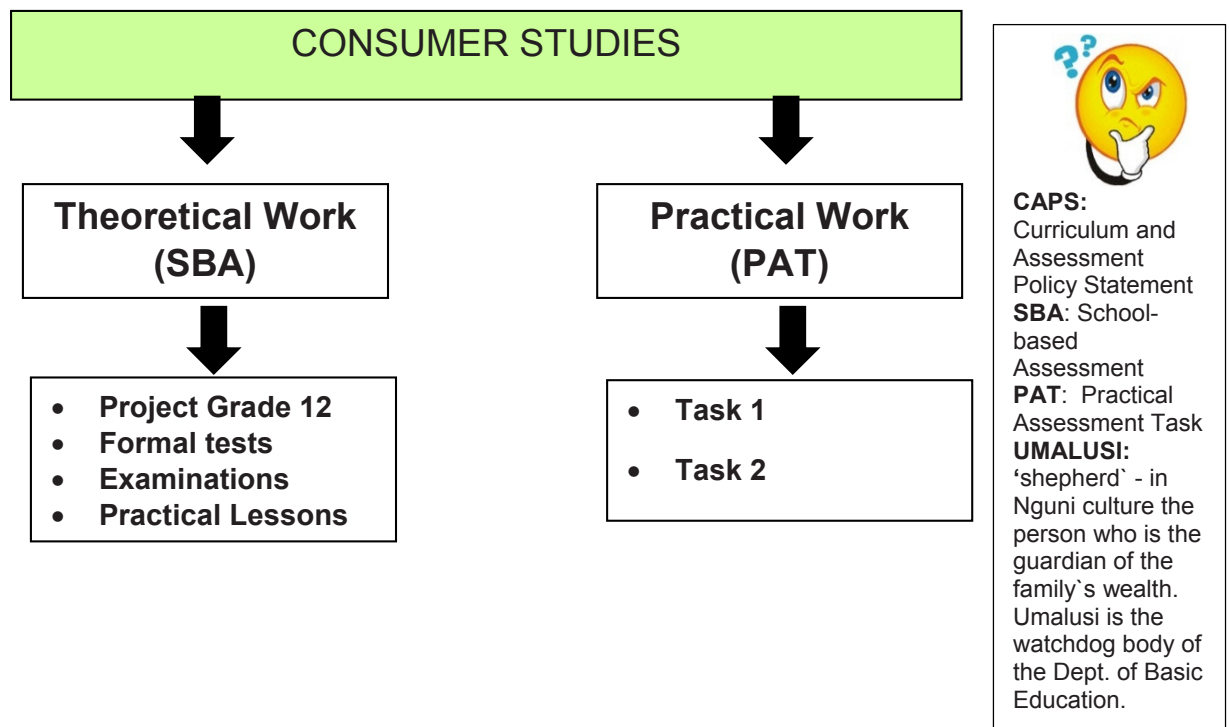 CONSUMER STUDIES
Theoretical Work
(SBA)
Practical Work
(PAT)
• Project Grade 12
• Formal tests
• Examinations
• Practical Lessons
• Task 1
• Task 2
??
CAPS:
Curriculum and
Assessment
Policy Statement
SBA: School-
based
Assessment
PAT: Practical
Assessment Task
UMALUSI:
‘shepherd` - in
Nguni culture the
person who is the
guardian of the
family`s wealth.
Umalusi is the
watchdog body of
the Dept. of Basic
Education.